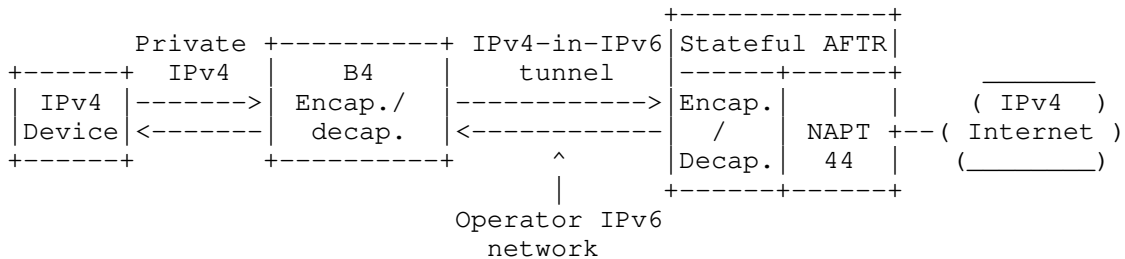 Private IPv4-in-IPv6 Stateful AFTR
IPv4 B4 tunnel
IPv4 Encap./ Encap. ( IPv4 )
Device decap. / NAPT --( Internet )
Decap. 44 (________)
Operator IPv6
network